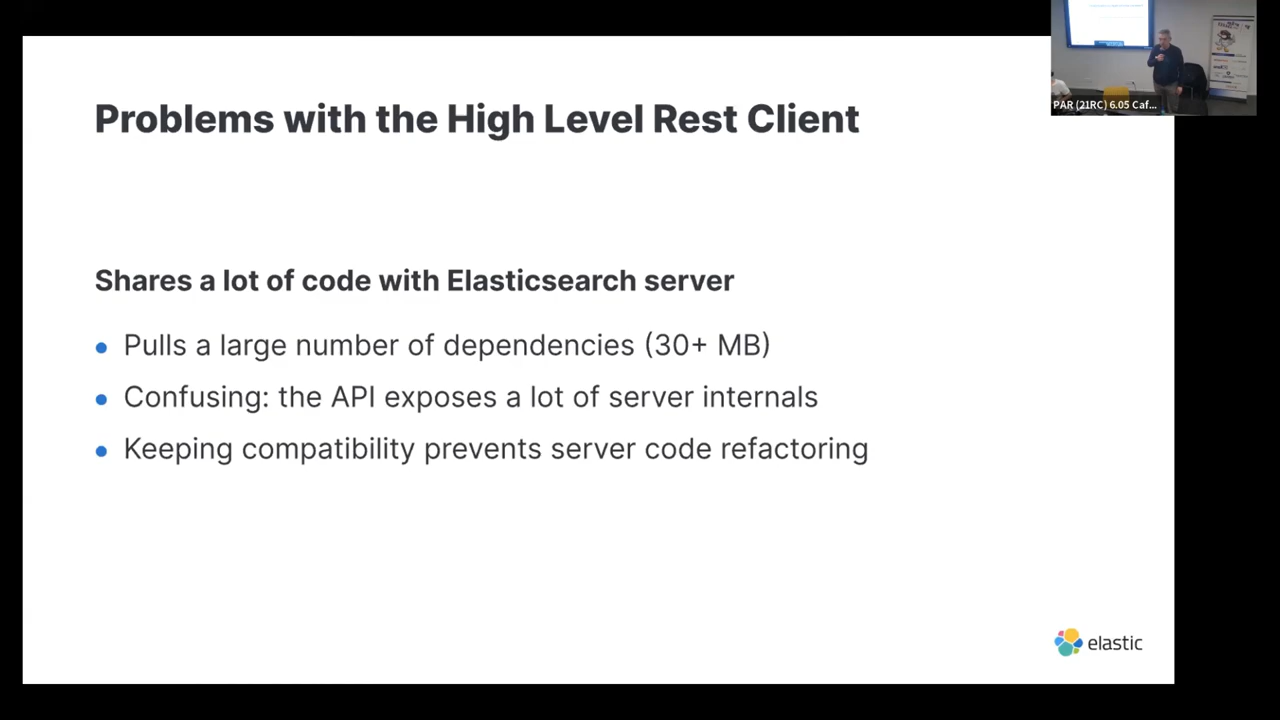 Problems with the High Level Rest Client
PAR (21RC) 6.05 Caf...
Shares a lot of code with Elasticsearch server
Pulls a large number of dependencies (30+ MB)
Confusing: the API exposes a lot of server internals
Keeping compatibility prevents server code refactoring
elastic